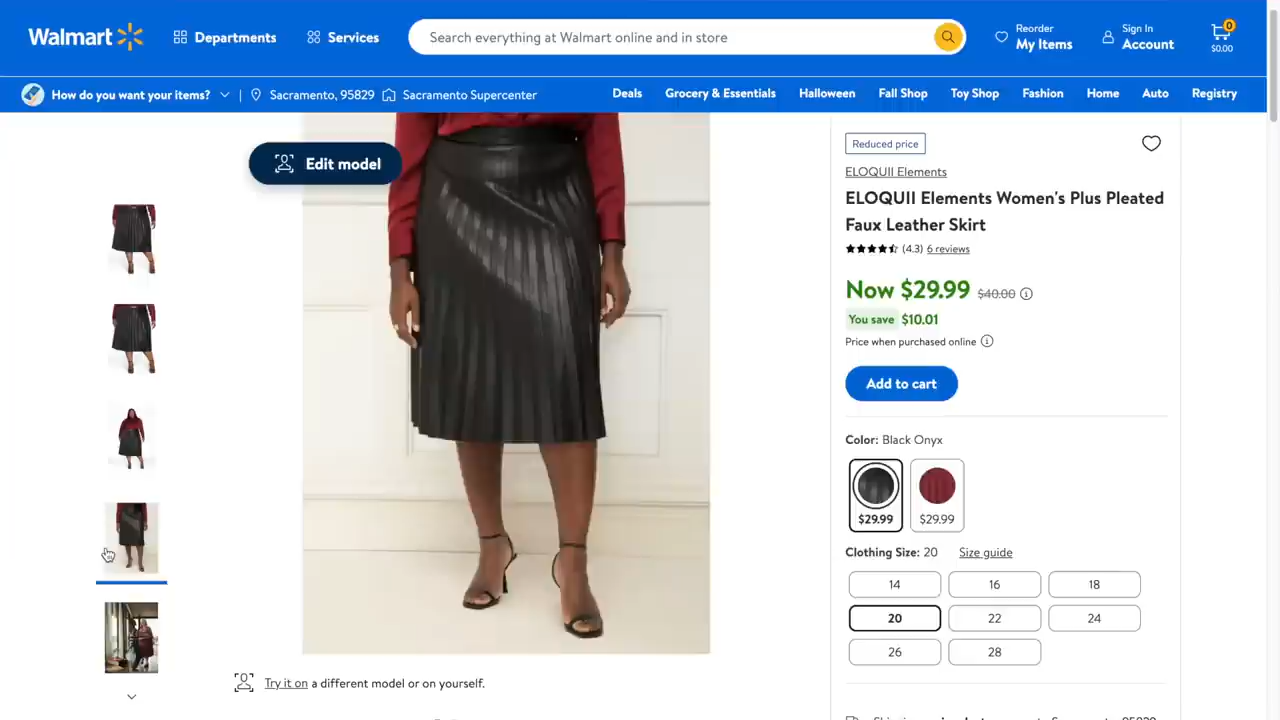 Walmart
Departments
Services
Search everything at Walmart online and in store
Reorder
My Items
Sign In
Account
0
$0.00
How do you want your items?
|
Sacramento, 95829
Sacramento Supercenter
Deals
Grocery & Essentials
Halloween
Fall Shop
Toy Shop
Fashion
Home
Auto
Registry
Edit model
Try it on a different model or on yourself.
Reduced price
ELOQUII Elements
ELOQUII Elements Women's Plus Pleated
Faux Leather Skirt
(4.3) 6 reviews
Now $29.99 $40.00
You save $10.01
Price when purchased online
Add to cart
Color: Black Onyx
$29.99
$29.99
Clothing Size: 20 Size guide
14
16
18
20
22
24
26
28